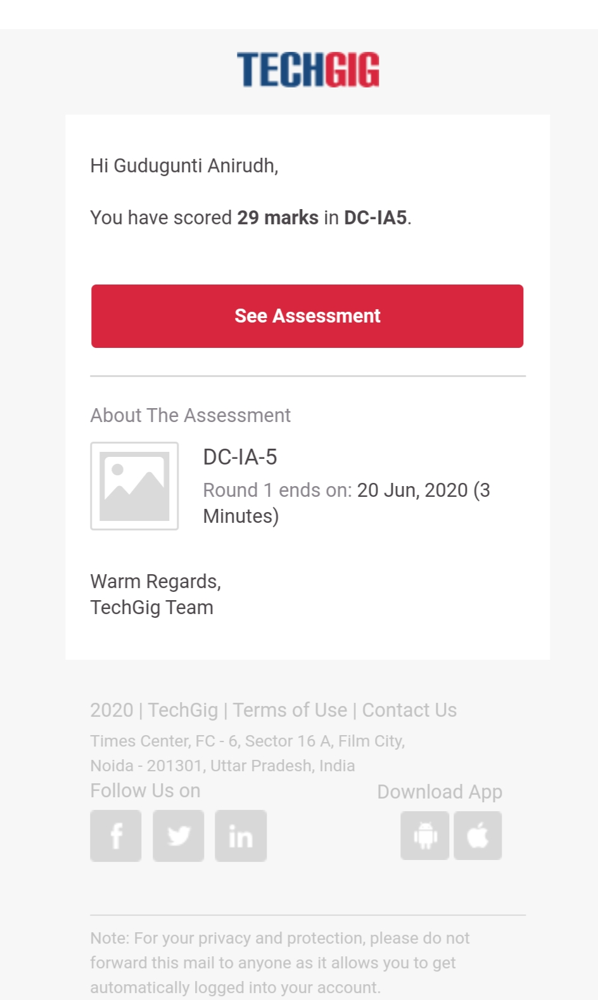 TECHGIG
Hi Gudugunti Anirudh,
You have scored 29 marks in DC-IA5.
See Assessment
About The Assessment
DC-IA-5
Round 1 ends on: 20 Jun, 2020 (3
Minutes)
Warm Regards,
TechGig Team
2020 | TechGig | Terms of Use | Contact Us
Times Center, FC - 6, Sector 16 A, Film City,
Noida - 201301, Uttar Pradesh, India
Follow Us on
Download App
f
in
Note: For your privacy and protection, please do not
forward this mail to anyone as it allows you to get
automatically logged into your account.